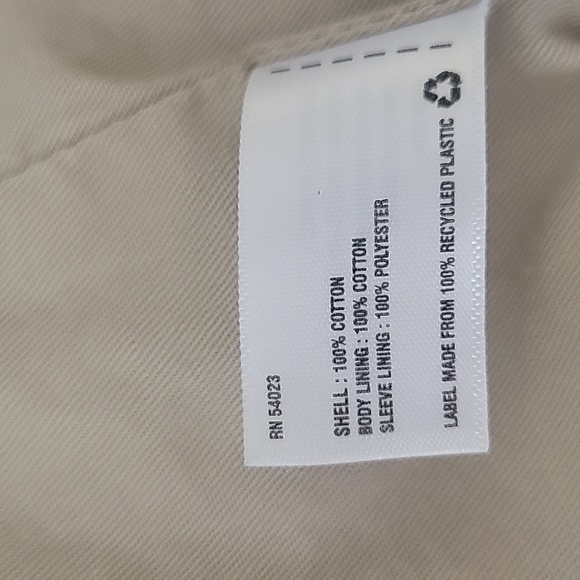 RN 54023
SHELL : 100% COTTON
BODY LINING : 100% COTTON
SLEEVE LINING : 100% POLYESTER
LABEL MADE FROM 100% RECYCLED PLASTIC